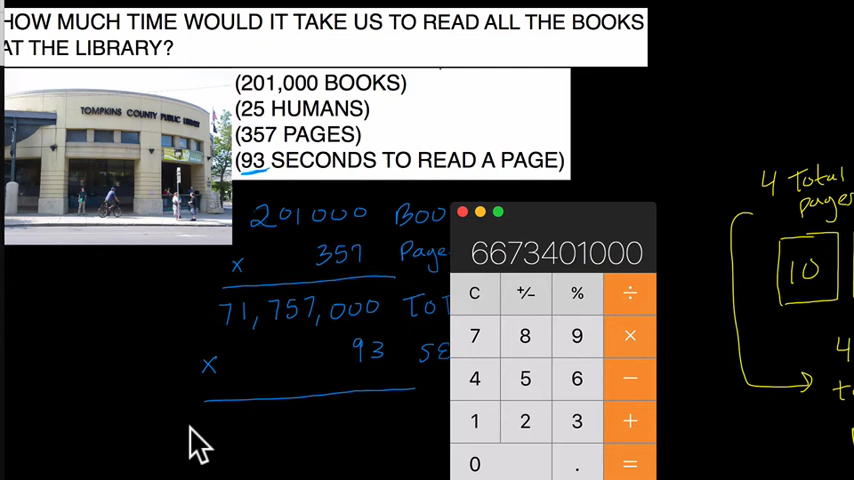 HOW MUCH TIME WOULD IT TAKE US TO READ ALL THE BOOKS
AT THE LIBRARY?
TOMPKINS COUNTY PUBLIC LIBRARY
(201,000 BOOKS)
(25 HUMANS)
(357 PAGES)
(93 SECONDS TO READ A PAGE)
201000 BOO
x 357 Page
71,757,000 TOT
x 93 SE
6673401000
C +/- % ÷
7 8 9 ×
4 5 6 −
1 2 3 +
0 . =
4 Total
pages
10
4
to